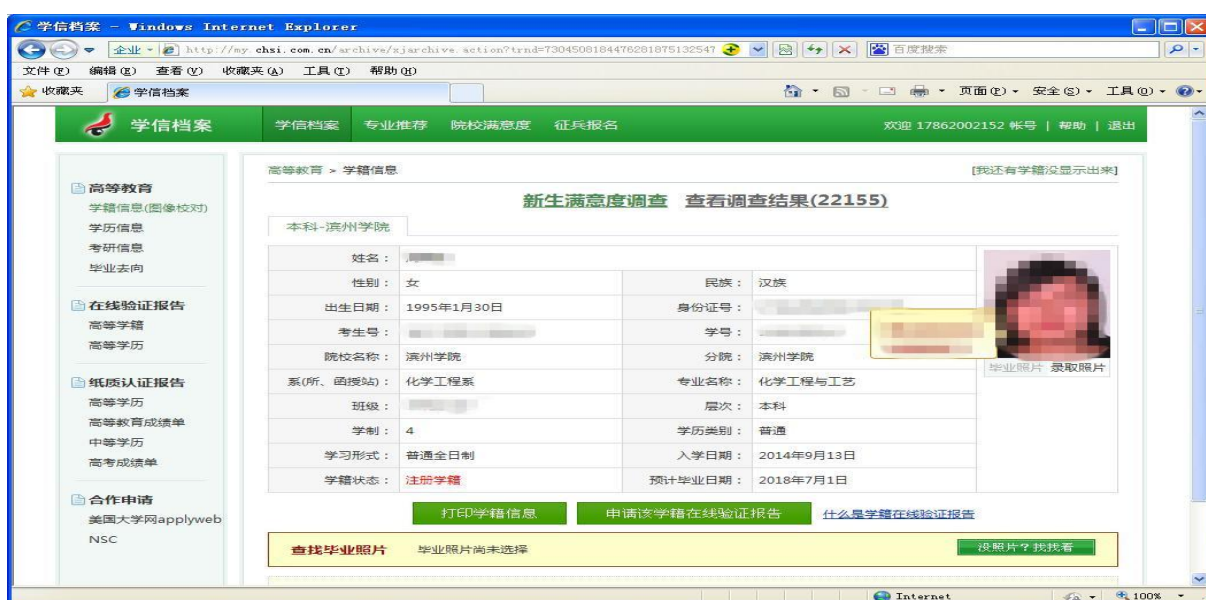 学信档案 - Windows Internet Explorer
企业 http://my.chsi.com.cn/archive/xjarchive.action?trnd=73045081844762818751 32547 百度搜索
文件(F) 编辑(E) 查看(V) 收藏夹(A) 工具(T) 帮助(H)
收藏夹 学信档案 页面(P) 安全(S) 工具(O)
学信档案 学信档案 专业推荐 院校满意度 征兵报名 欢迎 17862002152 帐号 | 帮助 | 退出
高等教育
学籍信息(图像校对)
学历信息
考研信息
毕业去向
在线验证报告
高等学籍
高等学历
纸质认证报告
高等学历
高等教育成绩单
中等学历
高考成绩单
合作申请
美国大学网applyweb
NSC
高等教育 > 学籍信息 [我还有学籍没显示出来]
新生满意度调查 查看调查结果(22155)
本科-滨州学院
姓名：
性别： 女 民族： 汉族
出生日期： 1995年1月30日 身份证号：
考生号： 学号：
院校名称： 滨州学院 分院： 滨州学院
系(所、函授站)： 化学工程系 专业名称： 化学工程与工艺
班级： 层次： 本科
学制： 4 学历类别： 普通
学习形式： 普通全日制 入学日期： 2014年9月13日
学籍状态： 注册学籍 预计毕业日期： 2018年7月1日
毕业照片 录取照片
打印学籍信息 申请该学籍在线验证报告 什么是学籍在线验证报告
查找毕业照片 毕业照片尚未选择 没照片？找找看
Internet 100%